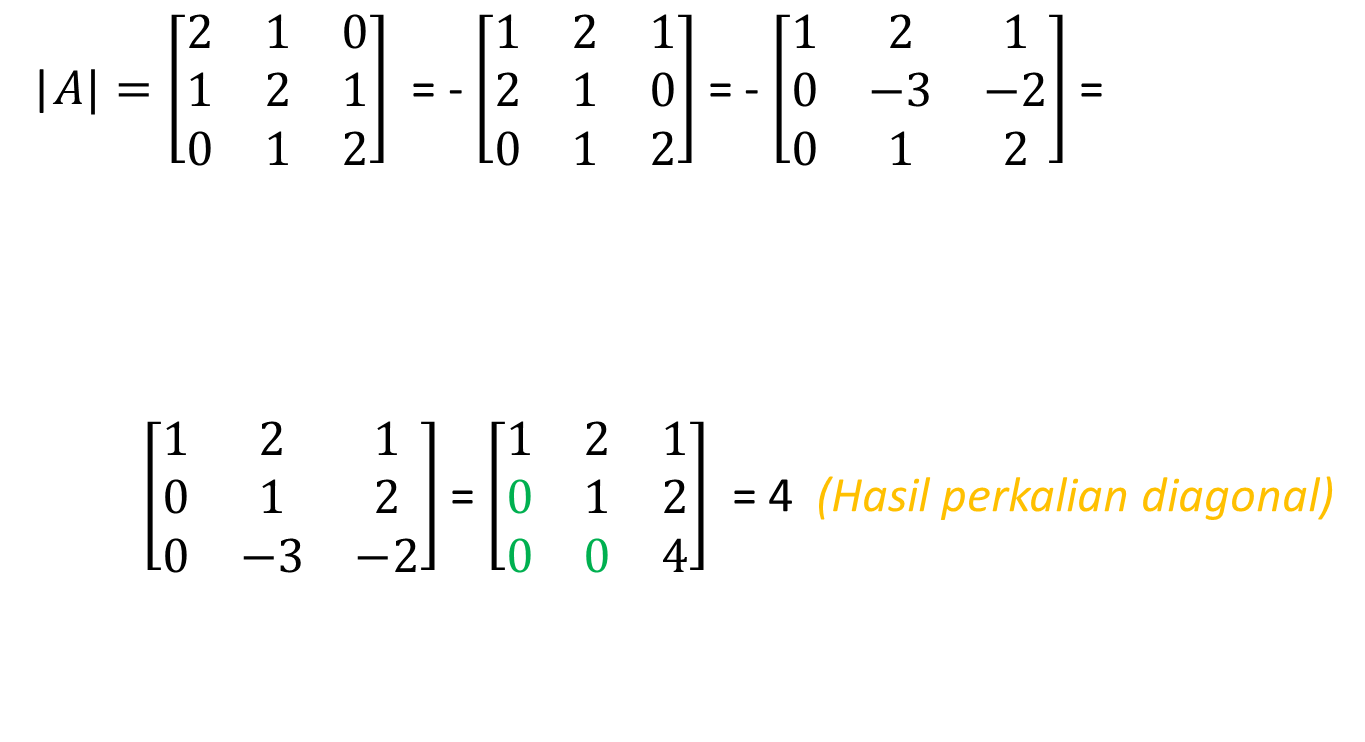 |A| = [2 1 0 = - [1 2 1 = - [1 2 1 =
1 2 1 2 1 0 0 −3 −2
0 1 2] 0 1 2] 0 1 2]
[1 2 1 = [1 2 1 = 4 (Hasil perkalian diagonal)
0 1 2 0 1 2
0 −3 −2] 0 0 4]